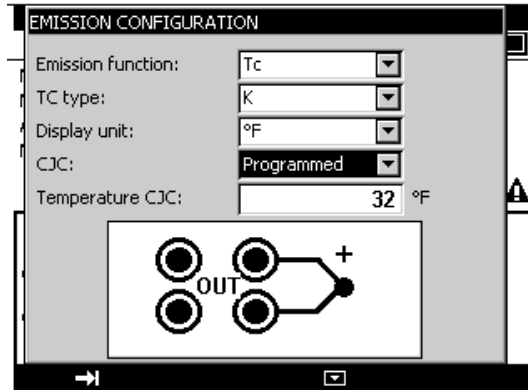 EMISSION CONFIGURATION
Emission function: Tc
TC type: K
Display unit: °F
CJC: Programmed
Temperature CJC: 32 °F
+
OUT